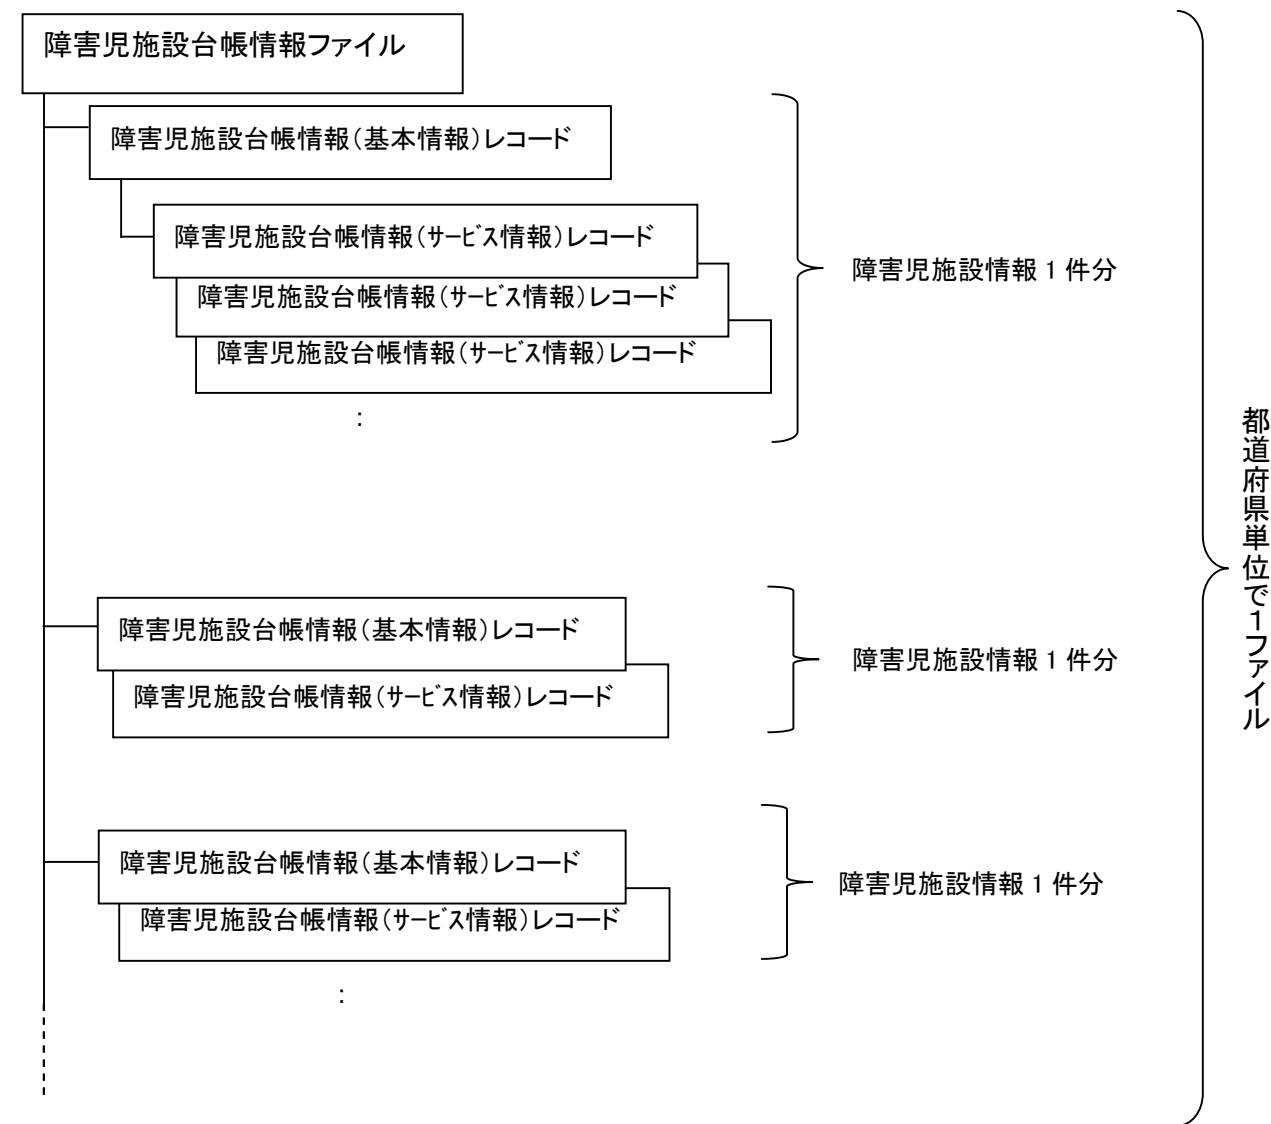 障害児施設台帳情報ファイル
障害児施設台帳情報（基本情報）レコード
障害児施設台帳情報（ｻｰﾋﾞｽ情報）レコード
障害児施設台帳情報（ｻｰﾋﾞｽ情報）レコード
障害児施設台帳情報（ｻｰﾋﾞｽ情報）レコード
：
障害児施設情報 1 件分
障害児施設台帳情報（基本情報）レコード
障害児施設台帳情報（ｻｰﾋﾞｽ情報）レコード
障害児施設情報 1 件分
障害児施設台帳情報（基本情報）レコード
障害児施設台帳情報（ｻｰﾋﾞｽ情報）レコード
：
障害児施設情報 1 件分
都道府県単位で１ファイル